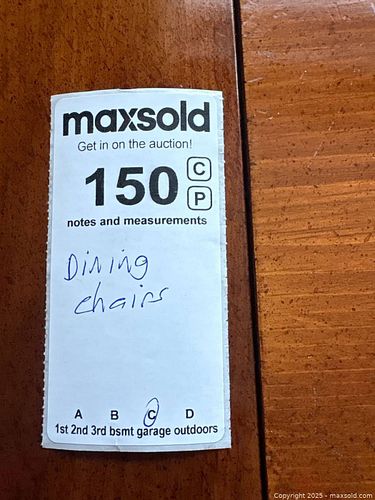 maxsold
Get in on the auction!
150 C
P
notes and measurements
Dining
chairs
A B C D
1st 2nd 3rd bsmt garage outdoors
Copyright 2025 - maxsold.com